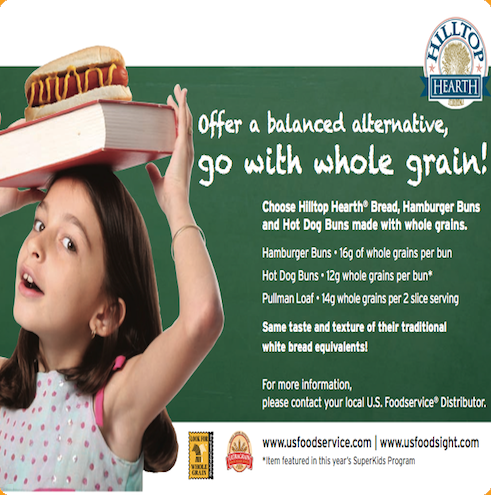 HILLTOP
HEARTH
Offer a balanced alternative,
go with whole grain!
Choose Hilltop Hearth® Bread, Hamburger Buns
and Hot Dog Buns made with whole grains.
Hamburger Buns • 16g of whole grains per bun
Hot Dog Buns • 12g whole grains per bun*
Pullman Loaf • 14g whole grains per 2 slice serving
Same taste and texture of their traditional
white bread equivalents!
For more information,
please contact your local U.S. Foodservice® Distributor.
LOOK FOR
WHOLE
GRAIN
ULTRAGRAIN
www.usfoodservice.com | www.usfoodsight.com
*Item featured in this year's SuperKids Program